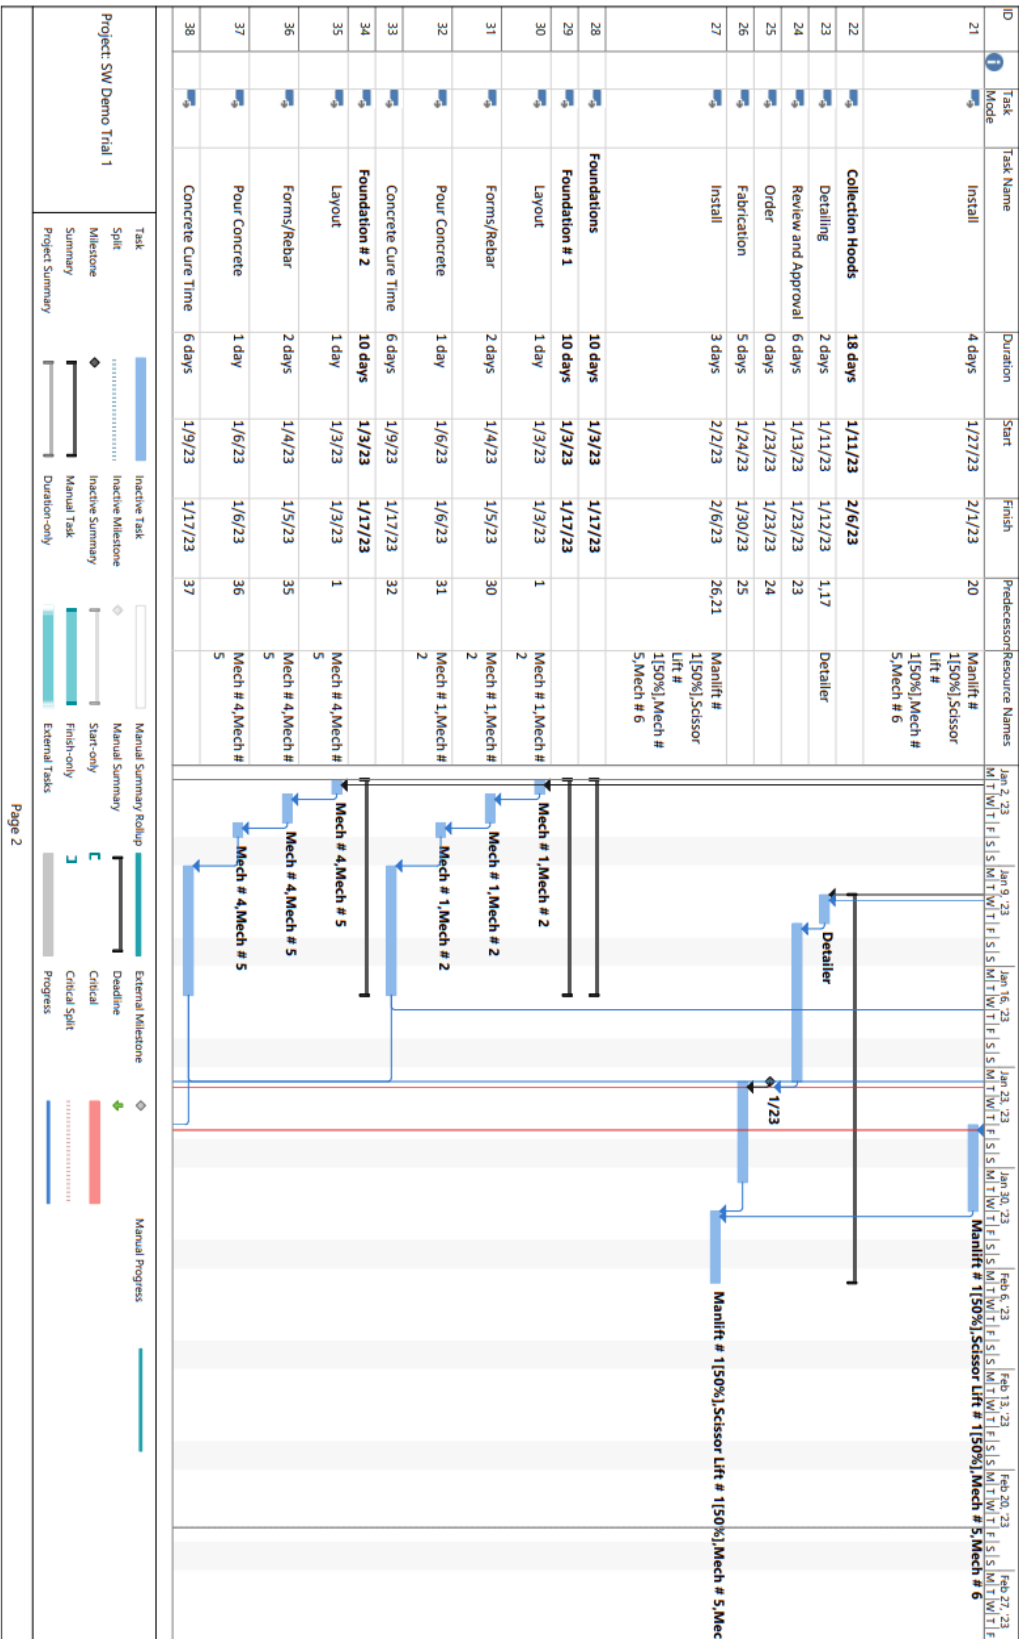 ID Task Mode Task Name Duration Start Finish Predecessors Resource Names
Jan 2, '23 Jan 9, '23 Jan 16, '23 Jan 23, '23 Jan 30, '23 Feb 6, '23 Feb 13, '23 Feb 20, '23 Feb 27, '23
M T W T F S S M T W T F S S M T W T F S S M T W T F S S M T W T F S S M T W T F S S M T W T F S S M T W T F S S M T W T F
21 Install 4 days 1/27/23 2/1/23 20 Manlift #
1[50%],Scissor
Lift #
1[50%],Mech #
5,Mech # 6
Manlift # 1[50%],Scissor Lift # 1[50%],Mech # 5,Mech # 6
22 Collection Hoods 18 days 1/11/23 2/6/23
23 Detailing 2 days 1/11/23 1/12/23 1,17 Detailer
Detailer
24 Review and Approval 6 days 1/13/23 1/23/23 23
25 Order 0 days 1/23/23 1/23/23 24
1/23
26 Fabrication 5 days 1/24/23 1/30/23 25
27 Install 3 days 2/2/23 2/6/23 26,21 Manlift #
1[50%],Scissor
Lift #
1[50%],Mech #
5,Mech # 6
Manlift # 1[50%],Scissor Lift # 1[50%],Mech # 5,Mec
28 Foundations 10 days 1/3/23 1/17/23
29 Foundation # 1 10 days 1/3/23 1/17/23
30 Layout 1 day 1/3/23 1/3/23 1 Mech # 1,Mech #
2
Mech # 1,Mech # 2
31 Forms/Rebar 2 days 1/4/23 1/5/23 30 Mech # 1,Mech #
2
Mech # 1,Mech # 2
32 Pour Concrete 1 day 1/6/23 1/6/23 31 Mech # 1,Mech #
2
Mech # 1,Mech # 2
33 Concrete Cure Time 6 days 1/9/23 1/17/23 32
34 Foundation # 2 10 days 1/3/23 1/17/23
35 Layout 1 day 1/3/23 1/3/23 1 Mech # 4,Mech #
5
Mech # 4,Mech # 5
36 Forms/Rebar 2 days 1/4/23 1/5/23 35 Mech # 4,Mech #
5
Mech # 4,Mech # 5
37 Pour Concrete 1 day 1/6/23 1/6/23 36 Mech # 4,Mech #
5
Mech # 4,Mech # 5
38 Concrete Cure Time 6 days 1/9/23 1/17/23 37
Project: SW Demo Trial 1
Task Inactive Task Manual Summary Rollup External Milestone Manual Progress
Split Inactive Milestone Manual Summary Deadline
Milestone Inactive Summary Start-only Critical
Summary Manual Task Finish-only Critical Split
Project Summary Duration-only External Tasks Progress
Page 2